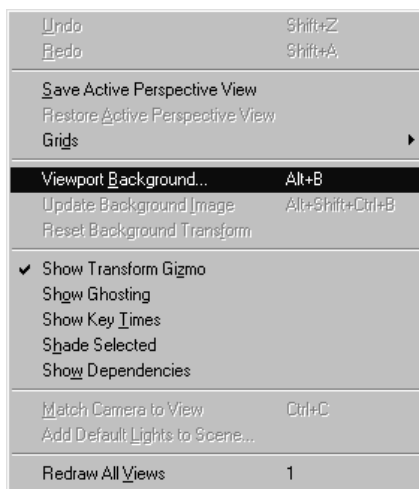 Undo Shift+Z
Redo Shift+A
Save Active Perspective View
Restore Active Perspective View
Grids
Viewport Background... Alt+B
Update Background Image Alt+Shift+Ctrl+B
Reset Background Transform
Show Transform Gizmo
Show Ghosting
Show Key Times
Shade Selected
Show Dependencies
Match Camera to View Ctrl+C
Add Default Lights to Scene...
Redraw All Views 1